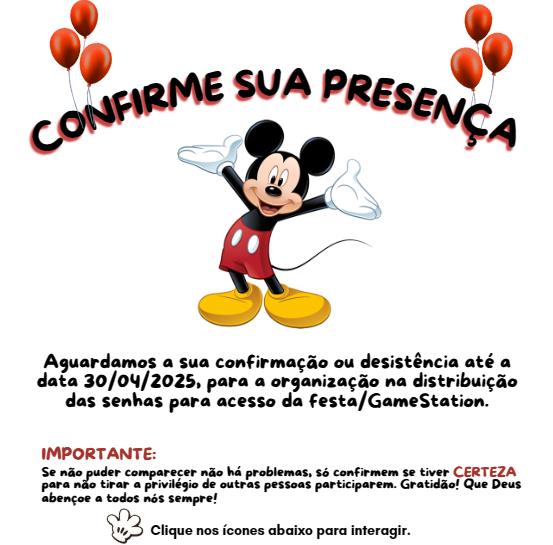 CONFIRME SUA PRESENÇA
Aguardamos a sua confirmação ou desistência até a
data 30/04/2025, para a organização na distribuição
das senhas para acesso da festa/GameStation.
IMPORTANTE:
Se não puder comparecer não há problemas, só confirmem se tiver CERTEZA
para não tirar a privilégio de outras pessoas participarem. Gratidão! Que Deus
abençoe a todos nós sempre!
Clique nos ícones abaixo para interagir.